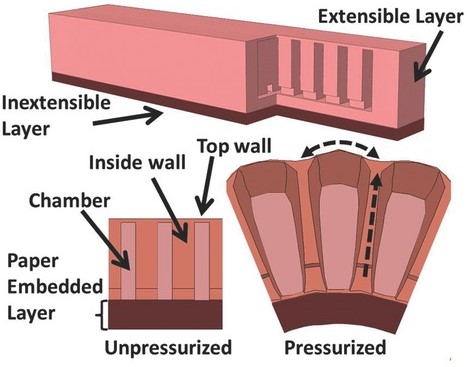 Extensible Layer
Inextensible
Layer
Top wall
Inside wall
Chamber
Paper
Embedded
Layer
Unpressurized
Pressurized